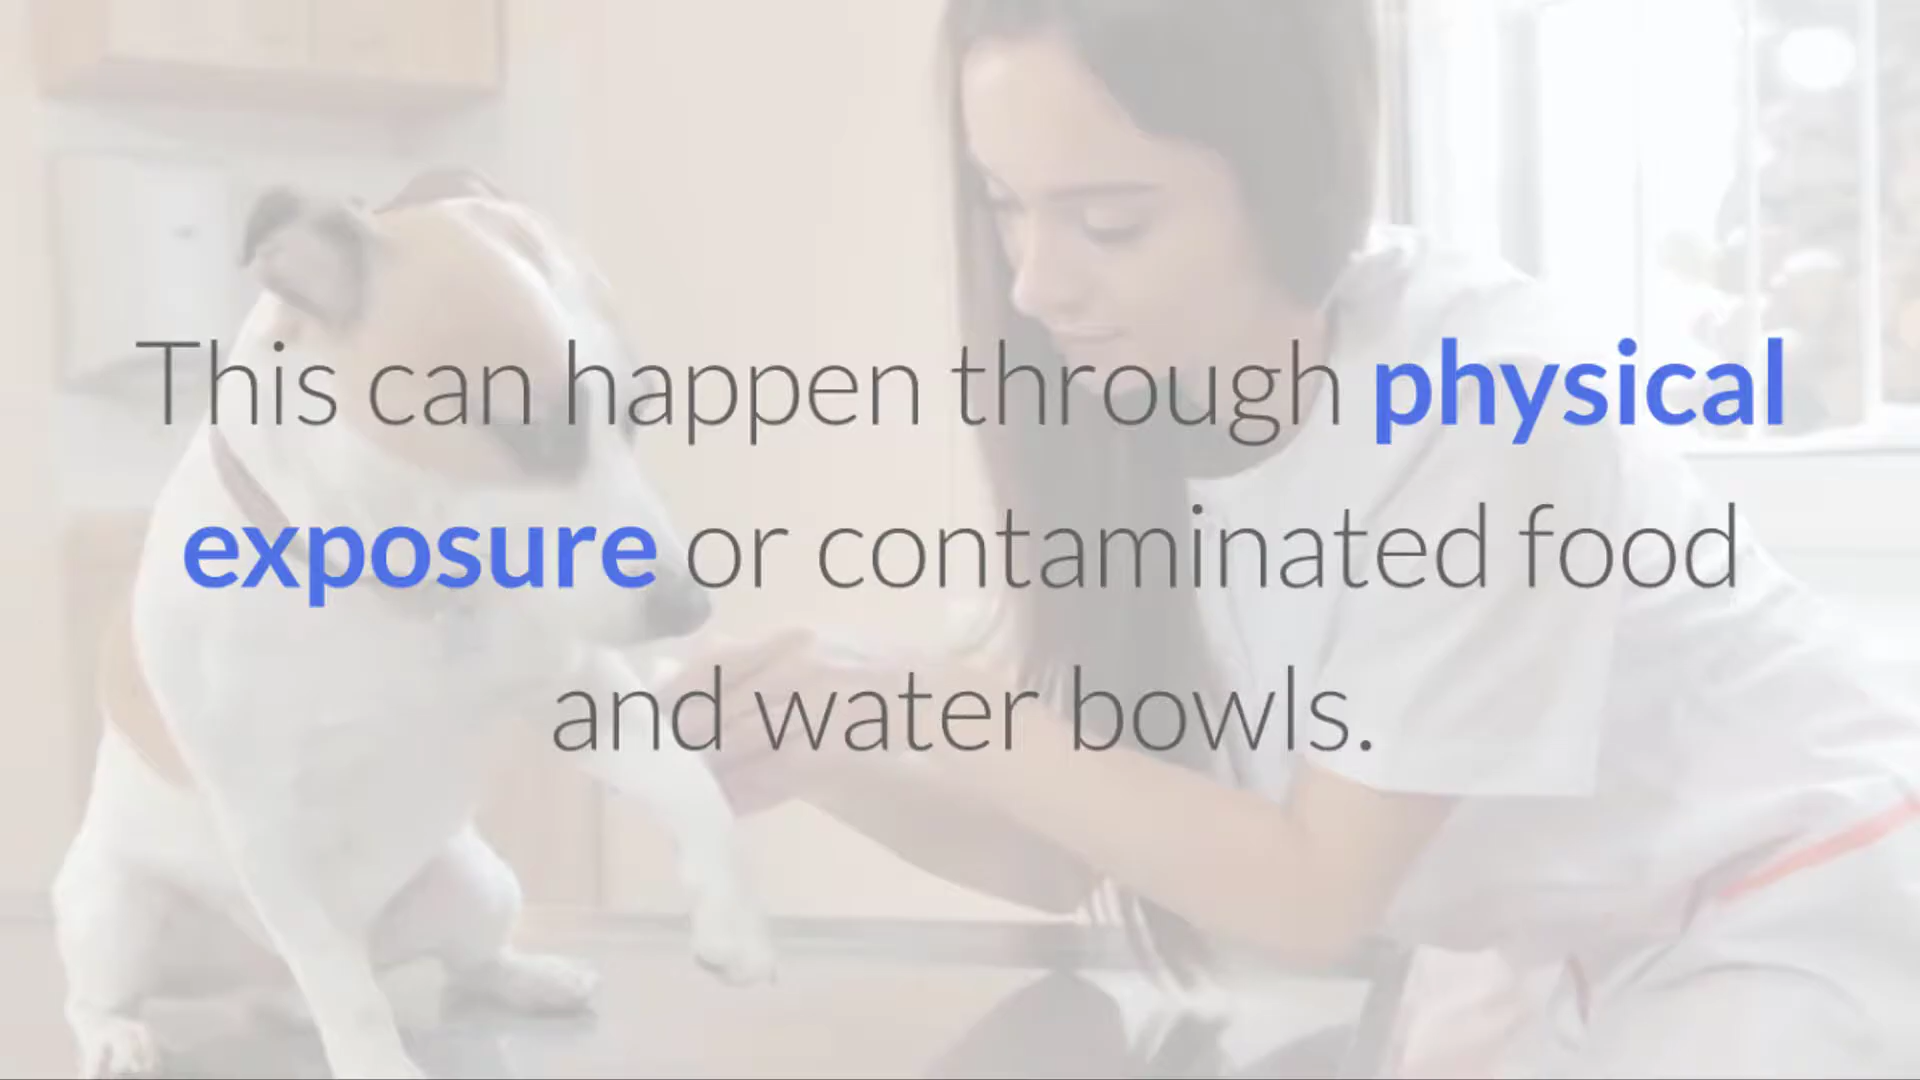 This can happen through physical
exposure or contaminated food
and water bowls.